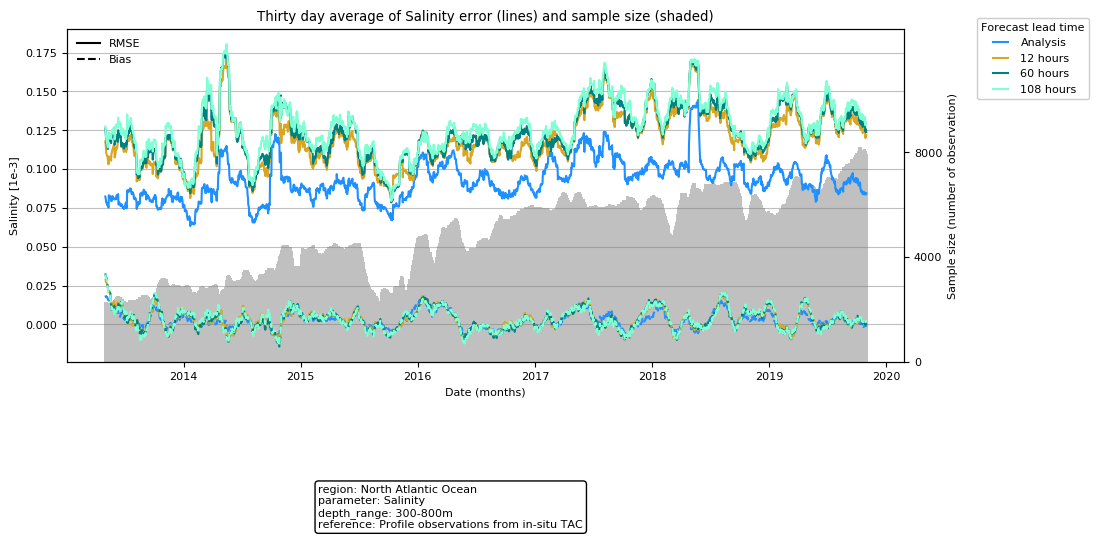 Thirty day average of Salinity error (lines) and sample size (shaded)
Forecast lead time
Analysis
12 hours
60 hours
108 hours
RMSE
Bias
0.175
0.150
0.125
0.100
0.075
0.050
0.025
0.000
Salinity [1e-3]
8000
4000
0
Sample size (number of observation)
2014 2015 2016 2017 2018 2019 2020
Date (months)
region: North Atlantic Ocean
parameter: Salinity
depth_range: 300-800m
reference: Profile observations from in-situ TAC